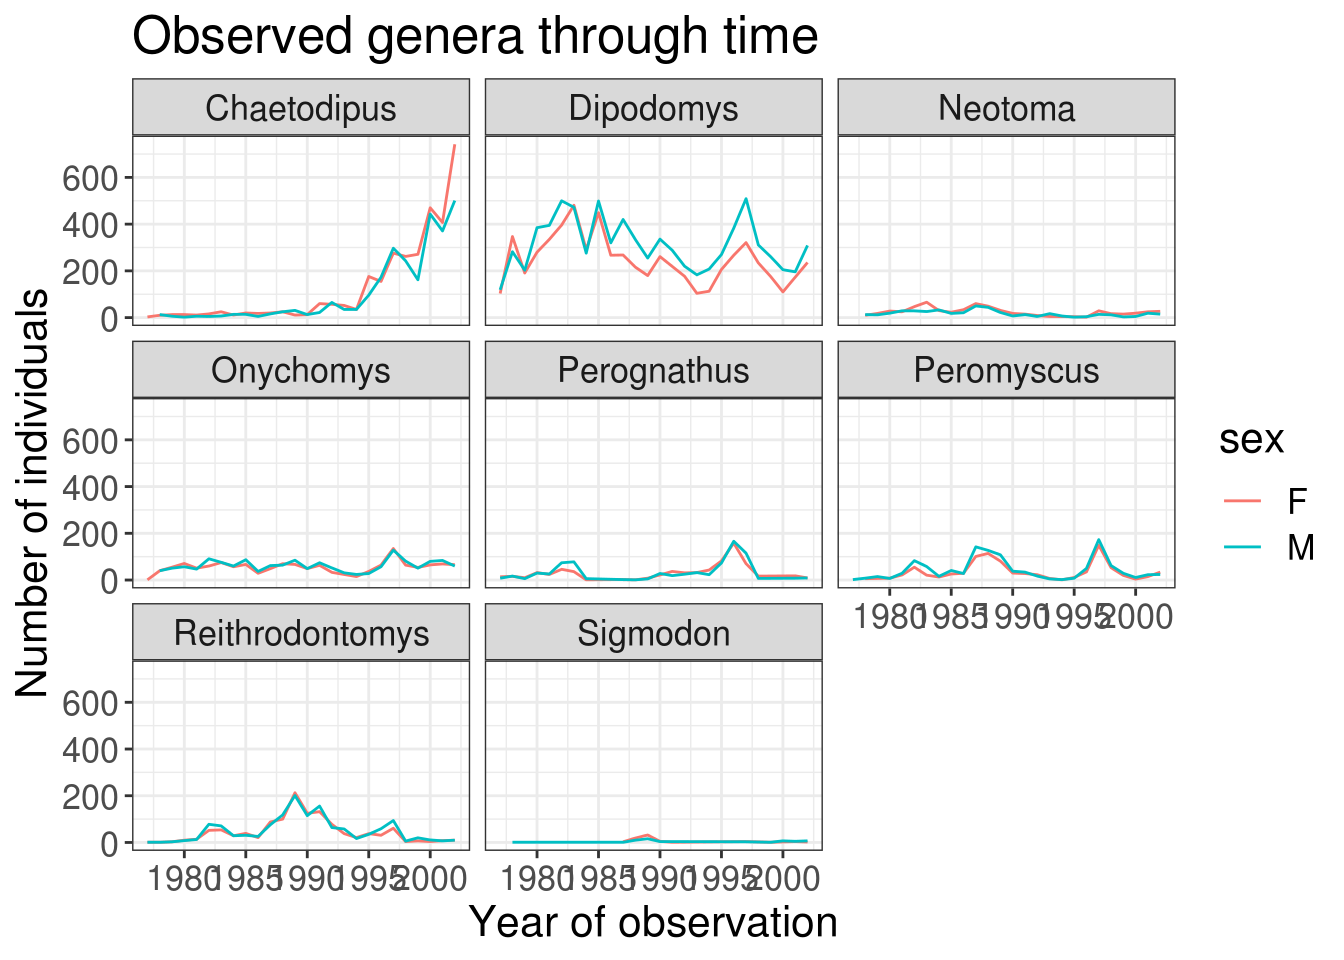 Observed genera through time
Chaetodipus Dipodomys Neotoma
600
400
200
0
Onychomys Perognathus Peromyscus
600
400
200
0
1980 1985 1990 1995 2000
Reithrodontomys Sigmodon
600
400
200
0
1980 1985 1990 1995 2000 1980 1985 1990 1995 2000
Year of observation
Number of individuals
sex
F
M